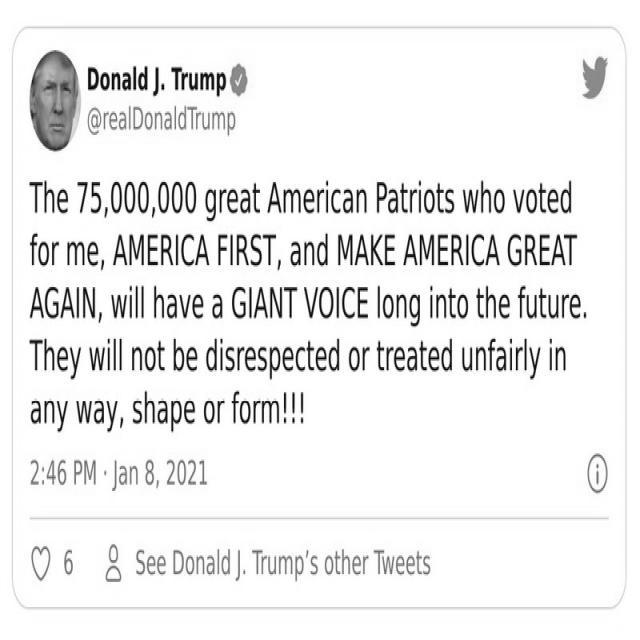 Donald J. Trump
@realDonaldTrump
The 75,000,000 great American Patriots who voted
for me, AMERICA FIRST, and MAKE AMERICA GREAT
AGAIN, will have a GIANT VOICE long into the future.
They will not be disrespected or treated unfairly in
any way, shape or form!!!
2:46 PM · Jan 8, 2021
6 See Donald J. Trump’s other Tweets